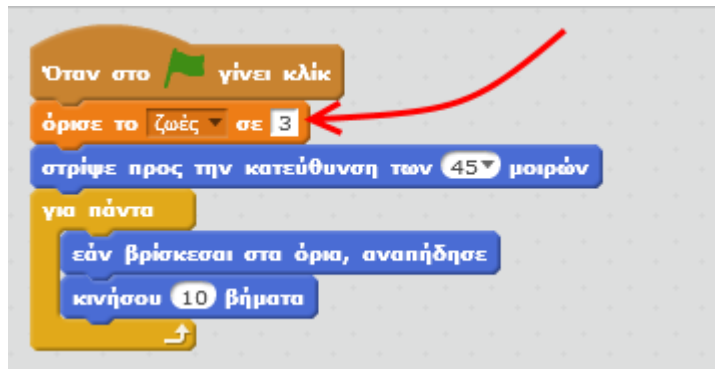 Όταν στο γίνει κλίκ
όρισε το ζωές σε 3
στρίψε προς την κατεύθυνση των 45 μοιρών
για πάντα
εάν βρίσκεσαι στα όρια, αναπήδησε
κινήσου 10 βήματα